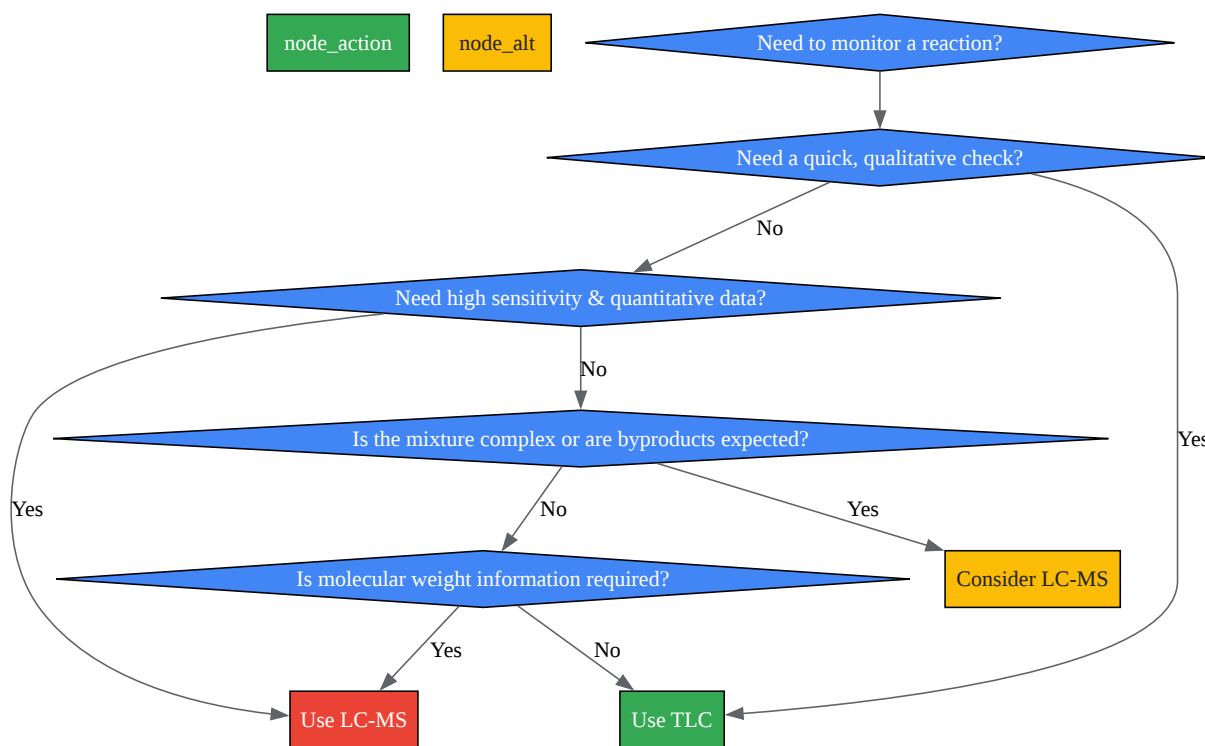 node_action
node_alt
Need to monitor a reaction?
Need a quick, qualitative check?
No
Need high sensitivity & quantitative data?
No
Is the mixture complex or are byproducts expected?
Yes
Yes
No
Yes
Is molecular weight information required?
Consider LC-MS
Yes
No
Use LC-MS
Use TLC